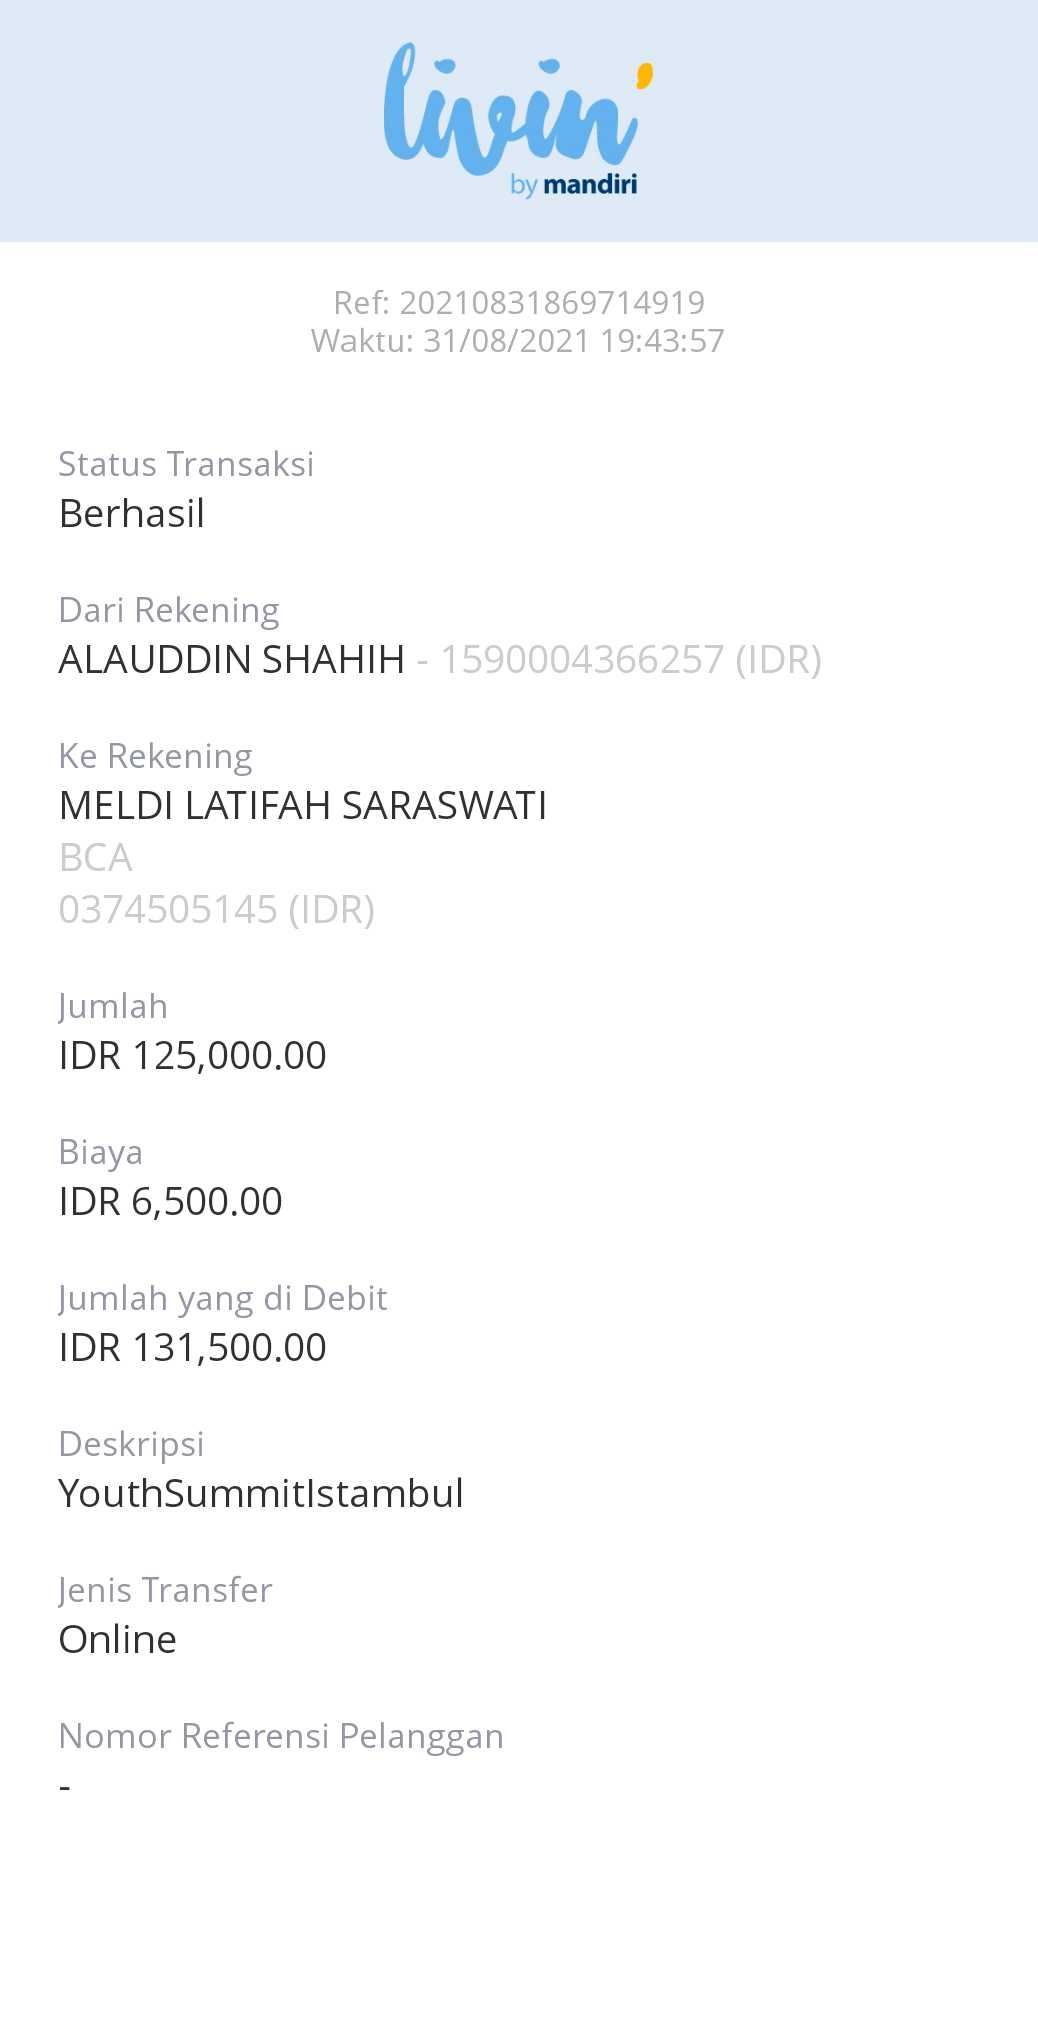 livin'
by mandiri
Ref: 20210831869714919
Waktu: 31/08/2021 19:43:57
Status Transaksi
Berhasil
Dari Rekening
ALAUDDIN SHAHIH - 1590004366257 (IDR)
Ke Rekening
MELDI LATIFAH SARASWATI
BCA
0374505145 (IDR)
Jumlah
IDR 125,000.00
Biaya
IDR 6,500.00
Jumlah yang di Debit
IDR 131,500.00
Deskripsi
YouthSummitIstambul
Jenis Transfer
Online
Nomor Referensi Pelanggan
-